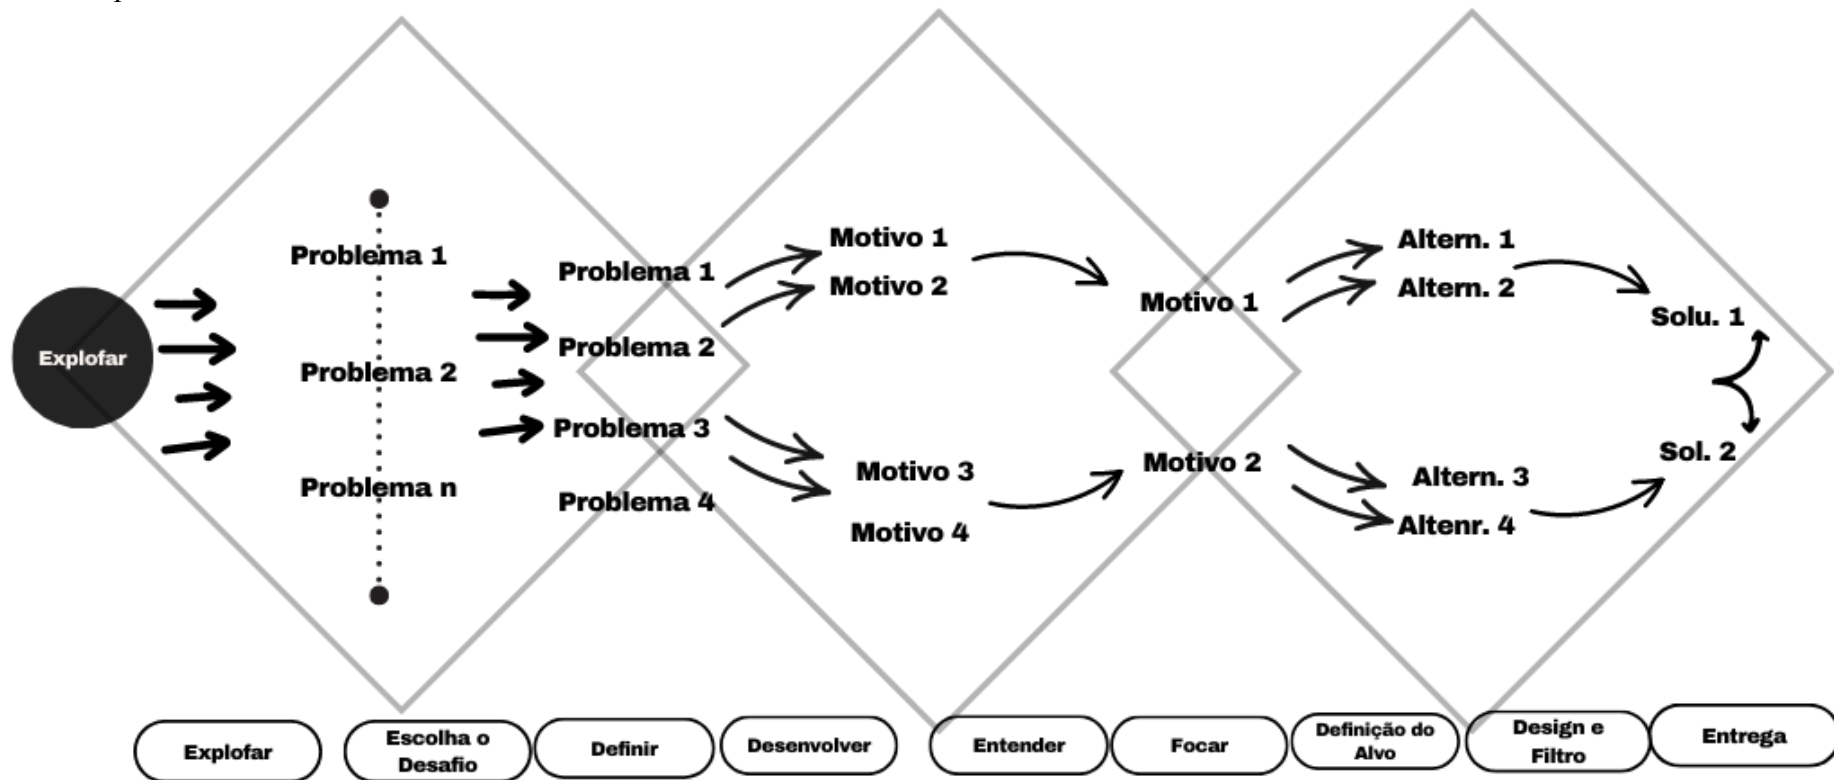 Explofar
Problema 1
Problema 2
Problema n
Problema 1
Problema 2
Problema 3
Problema 4
Motivo 1
Motivo 2
Motivo 3
Motivo 4
Motivo 1
Motivo 2
Altern. 1
Altern. 2
Altern. 3
Altenr. 4
Solu. 1
Sol. 2
Explofar
Escolha o
Desafio
Definir
Desenvolver
Entender
Focar
Definição do
Alvo
Design e
Filtro
Entrega